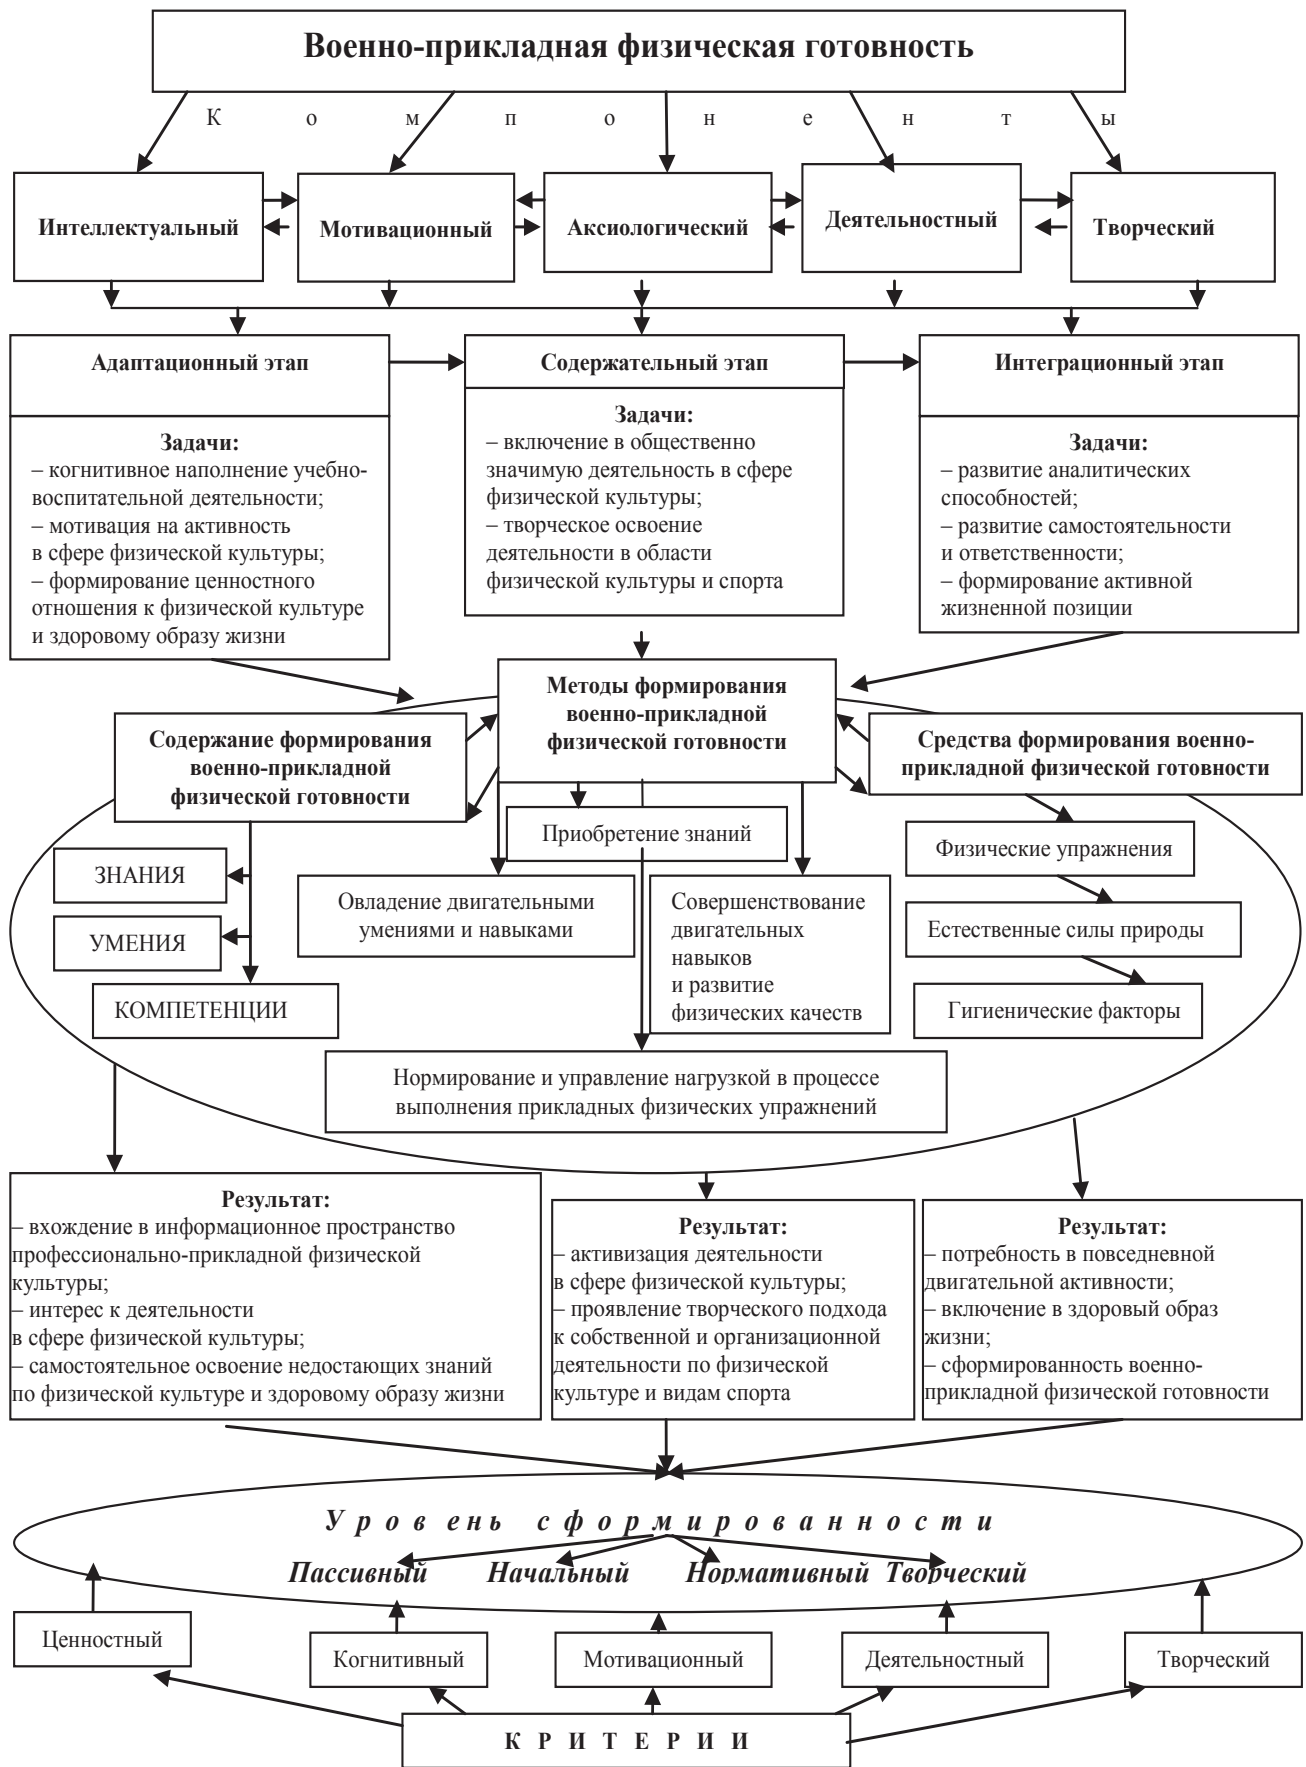 Военно-прикладная физическая готовность
К о м п о н е н т ы
Интеллектуальный
Мотивационный
Аксиологический
Деятельностный
Творческий
Адаптационный этап
Задачи:
– когнитивное наполнение учебно-
воспитательной деятельности;
– мотивация на активность
в сфере физической культуры;
– формирование ценностного
отношения к физической культуре
и здоровому образу жизни
Содержательный этап
Задачи:
– включение в общественно
значимую деятельность в сфере
физической культуры;
– творческое освоение
деятельности в области
физической культуры и спорта
Интеграционный этап
Задачи:
– развитие аналитических
способностей;
– развитие самостоятельности
и ответственности;
– формирование активной
жизненной позиции
Содержание формирования
военно-прикладной
физической готовности
Методы формирования
военно-прикладной
физической готовности
Средства формирования военно-
прикладной физической готовности
ЗНАНИЯ
УМЕНИЯ
КОМПЕТЕНЦИИ
Приобретение знаний
Овладение двигательными
умениями и навыками
Совершенствование
двигательных
навыков
и развитие
физических качеств
Нормирование и управление нагрузкой в процессе
выполнения прикладных физических упражнений
Физические упражнения
Естественные силы природы
Гигиенические факторы
Результат:
– вхождение в информационное пространство
профессионально-прикладной физической
культуры;
– интерес к деятельности
в сфере физической культуры;
– самостоятельное освоение недостающих знаний
по физической культуре и здоровому образу жизни
Результат:
– активизация деятельности
в сфере физической культуры;
– проявление творческого подхода
к собственной и организационной
деятельности по физической
культуре и видам спорта
Результат:
– потребность в повседневной
двигательной активности;
– включение в здоровый образ
жизни;
– сформированность военно-
прикладной физической готовности
У р о в е н ь с ф о р м и р о в а н н о с т и
Пассивный Начальный Нормативный Творческий
Ценностный
Когнитивный
Мотивационный
Деятельностный
Творческий
К Р И Т Е Р И И